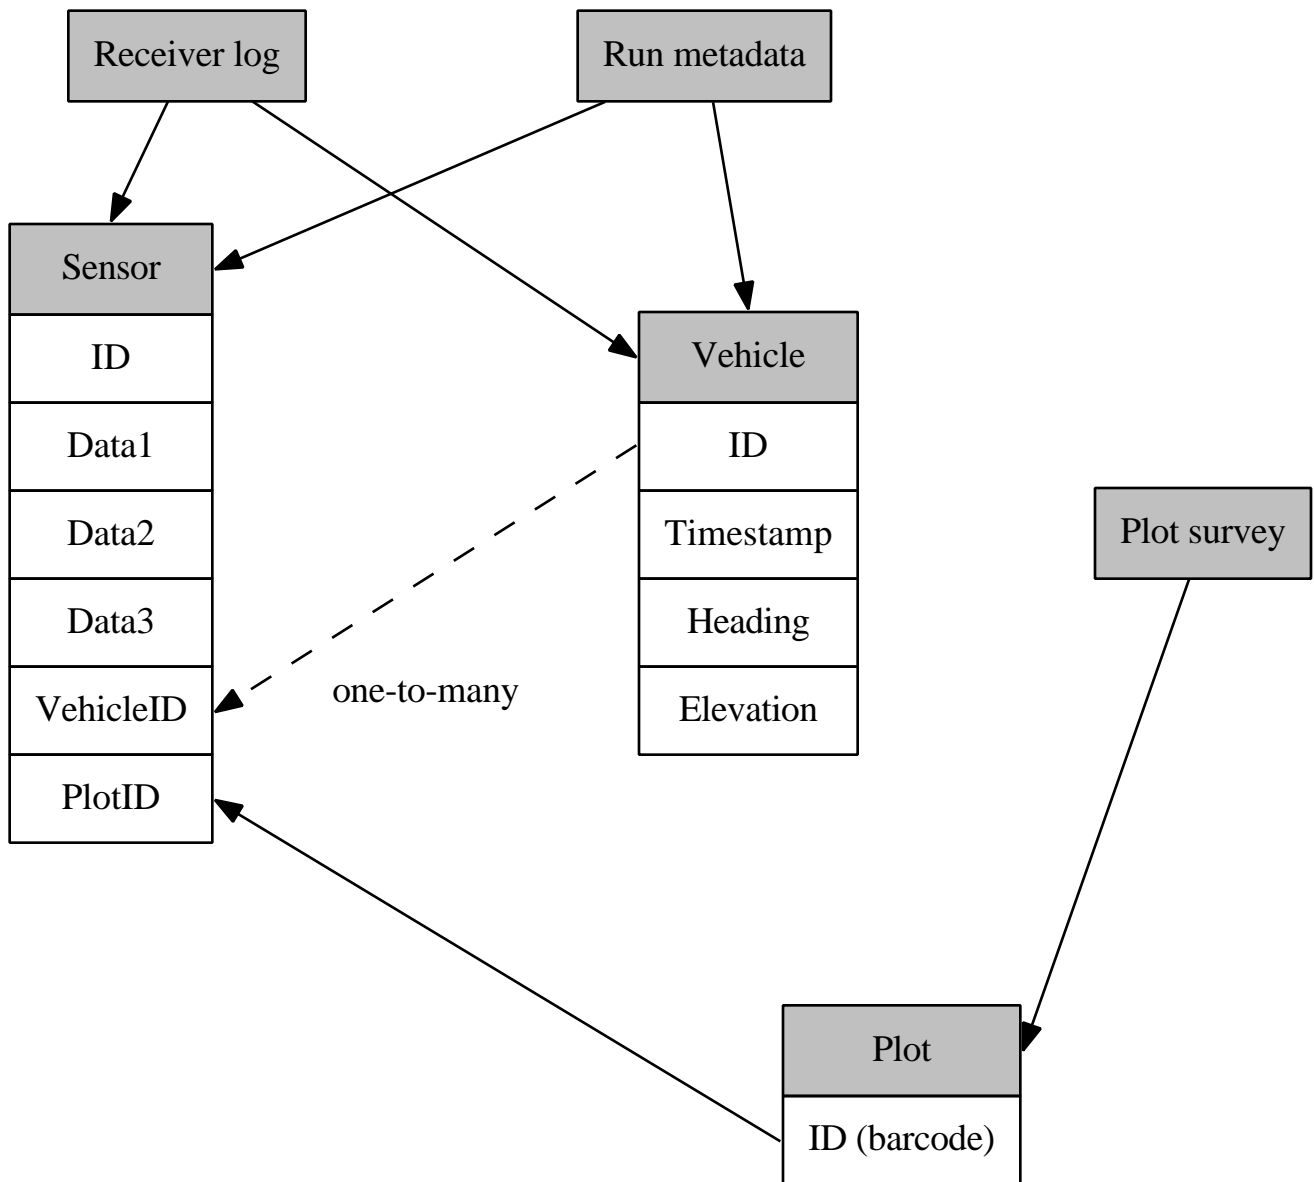 Receiver log
Run metadata
Sensor
ID
Data1
Data2
Data3
VehicleID
PlotID
Vehicle
ID
Timestamp
Heading
Elevation
one-to-many
Plot survey
Plot
ID (barcode)